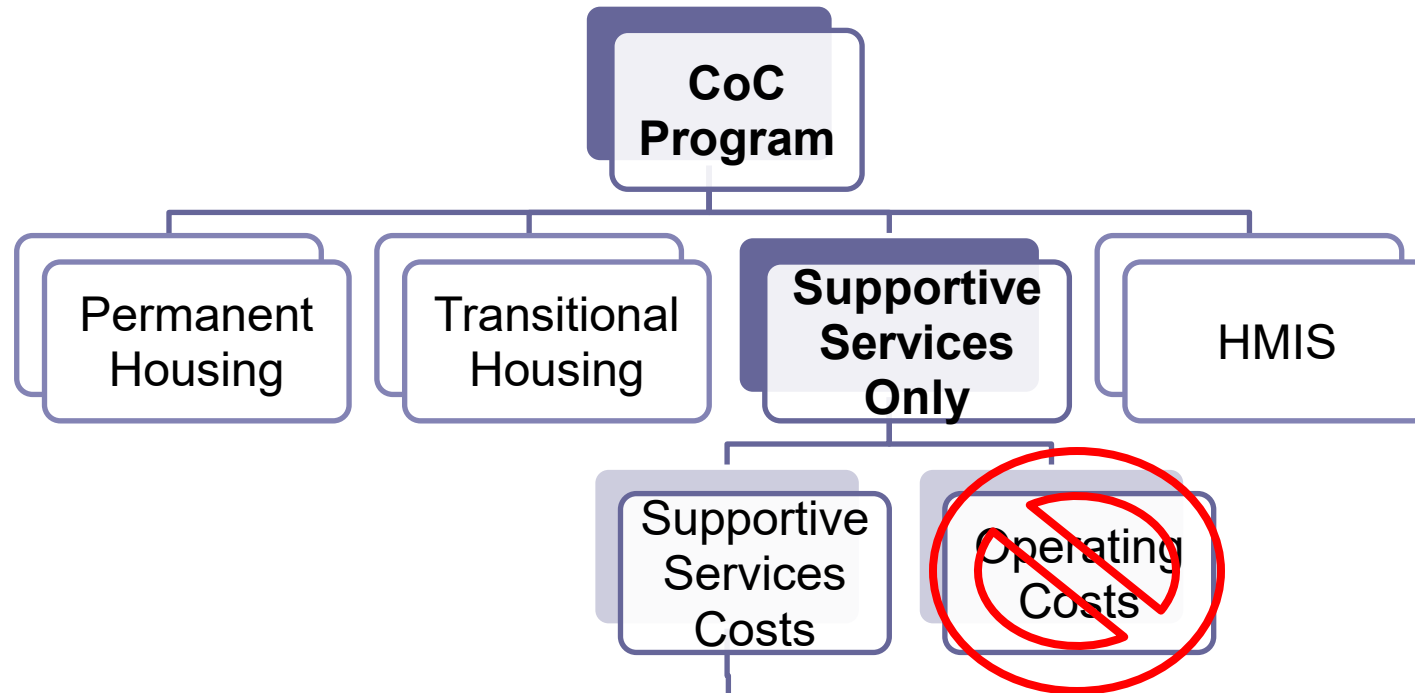 CoC
Program
Permanent
Housing
Transitional
Housing
Supportive
Services
Only
HMIS
Supportive
Services
Costs
Operating
Costs